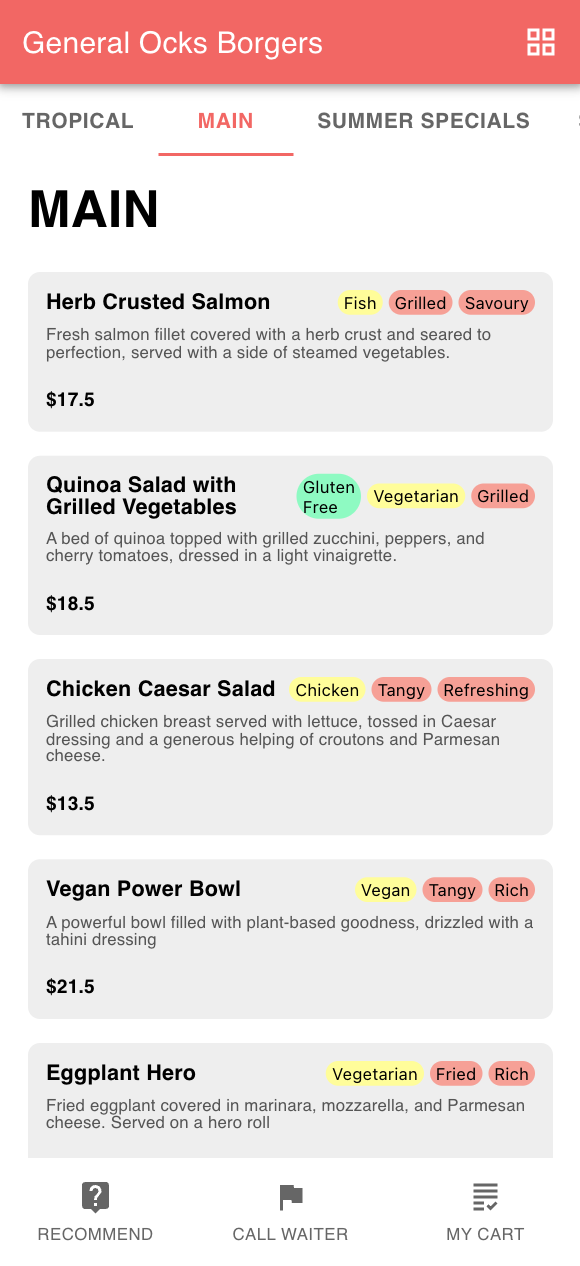 General Ocks Borgers
TROPICAL MAIN SUMMER SPECIALS
MAIN
Herb Crusted Salmon Fish Grilled Savoury
Fresh salmon fillet covered with a herb crust and seared to
perfection, served with a side of steamed vegetables.
$17.5
Quinoa Salad with
Grilled Vegetables
Gluten
Free
Vegetarian Grilled
A bed of quinoa topped with grilled zucchini, peppers, and
cherry tomatoes, dressed in a light vinaigrette.
$18.5
Chicken Caesar Salad Chicken Tangy Refreshing
Grilled chicken breast served with lettuce, tossed in Caesar
dressing and a generous helping of croutons and Parmesan
cheese.
$13.5
Vegan Power Bowl Vegan Tangy Rich
A powerful bowl filled with plant-based goodness, drizzled with a
tahini dressing
$21.5
Eggplant Hero Vegetarian Fried Rich
Fried eggplant covered in marinara, mozzarella, and Parmesan
cheese. Served on a hero roll
RECOMMEND CALL WAITER MY CART